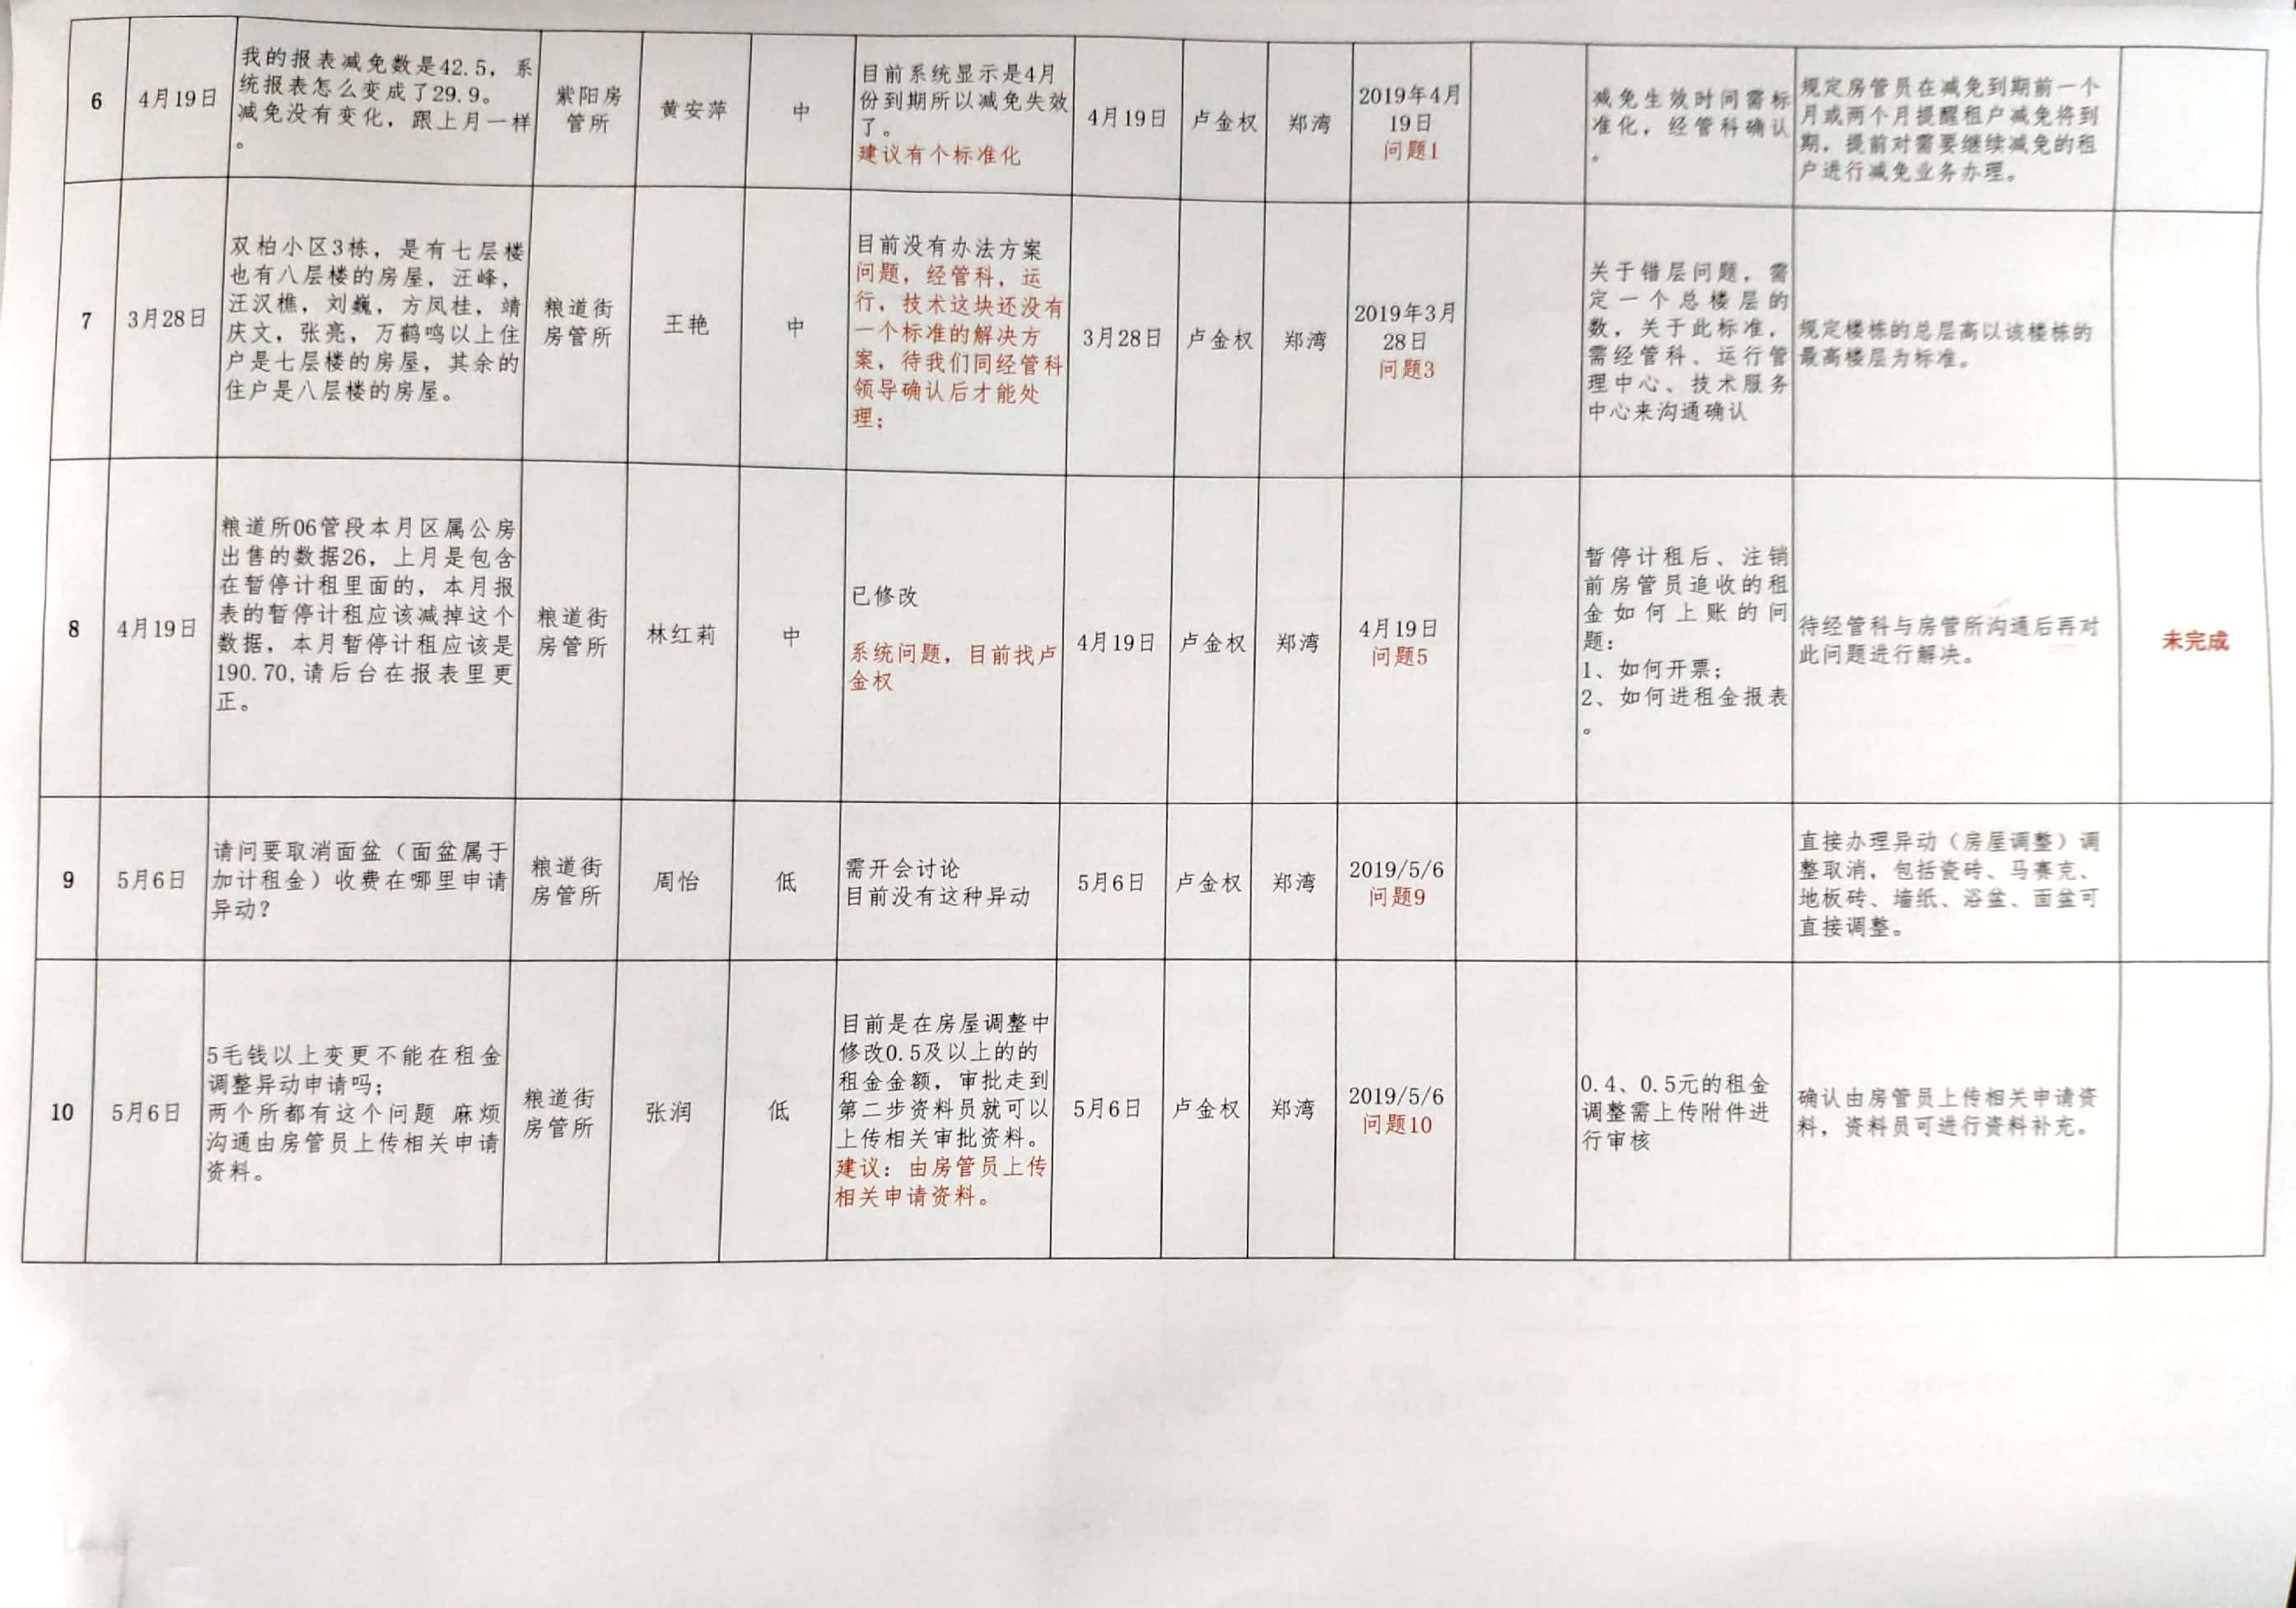 6
4月19日
我的报表减免数是42.5，系
统报表怎么变成了29.9。
减免没有变化，跟上月一样
。
紫阳房
管所
黄安萍
中
目前系统显示是4月
份到期所以减免失效
了。
建议有个标准化
4月19日
卢金权
郑湾
2019年4月
19日
问题1
减免生效时间需标
准化，经管科确认
。
规定房管员在减免到期前一个
月或两个月提醒租户减免将到
期，提前对需要继续减免的租
户进行减免业务办理。
7
3月28日
双柏小区3栋，是有七层楼
也有八层楼的房屋，汪峰，
汪汉樵，刘巍，方凤桂，靖
庆文，张亮，万鹤鸣以上住
户是七层楼的房屋，其余的
住户是八层楼的房屋。
粮道街
房管所
王艳
中
目前没有办法方案
问题，经管科，运
行，技术这块还没有
一个标准的解决方
案，待我们同经管科
领导确认后才能处
理；
3月28日
卢金权
郑湾
2019年3月
28日
问题3
关于错层问题，需
定一个总楼层的
数，关于此标准，
需经管科、运行管
理中心、技术服务
中心来沟通确认
规定楼栋的总层高以该楼栋的
最高楼层为标准。
8
4月19日
粮道所06管段本月区属公房
出售的数据26，上月是包含
在暂停计租里面的，本月报
表的暂停计租应该减掉这个
数据，本月暂停计租应该是
190.70,请后台在报表里更
正。
粮道街
房管所
林红莉
中
已修改
系统问题，目前找卢
金权
4月19日
卢金权
郑湾
4月19日
问题5
暂停计租后、注销
前房管员追收的租
金如何上账的问
题：
1、如何开票；
2、如何进租金报表
。
待经管科与房管所沟通后再对
此问题进行解决。
未完成
9
5月6日
请问要取消面盆（面盆属于
加计租金）收费在哪里申请
异动？
粮道街
房管所
周怡
低
需开会讨论
目前没有这种异动
5月6日
卢金权
郑湾
2019/5/6
问题9
直接办理异动（房屋调整）调
整取消，包括瓷砖、马赛克、
地板砖、墙纸、浴盆、面盆可
直接调整。
10
5月6日
5毛钱以上变更不能在租金
调整异动申请吗；
两个所都有这个问题 麻烦
沟通由房管员上传相关申请
资料。
粮道街
房管所
张润
低
目前是在房屋调整中
修改0.5及以上的的
租金金额，审批走到
第二步资料员就可以
上传相关审批资料。
建议：由房管员上传
相关申请资料。
5月6日
卢金权
郑湾
2019/5/6
问题10
0.4、0.5元的租金
调整需上传附件进
行审核
确认由房管员上传相关申请资
料，资料员可进行资料补充。